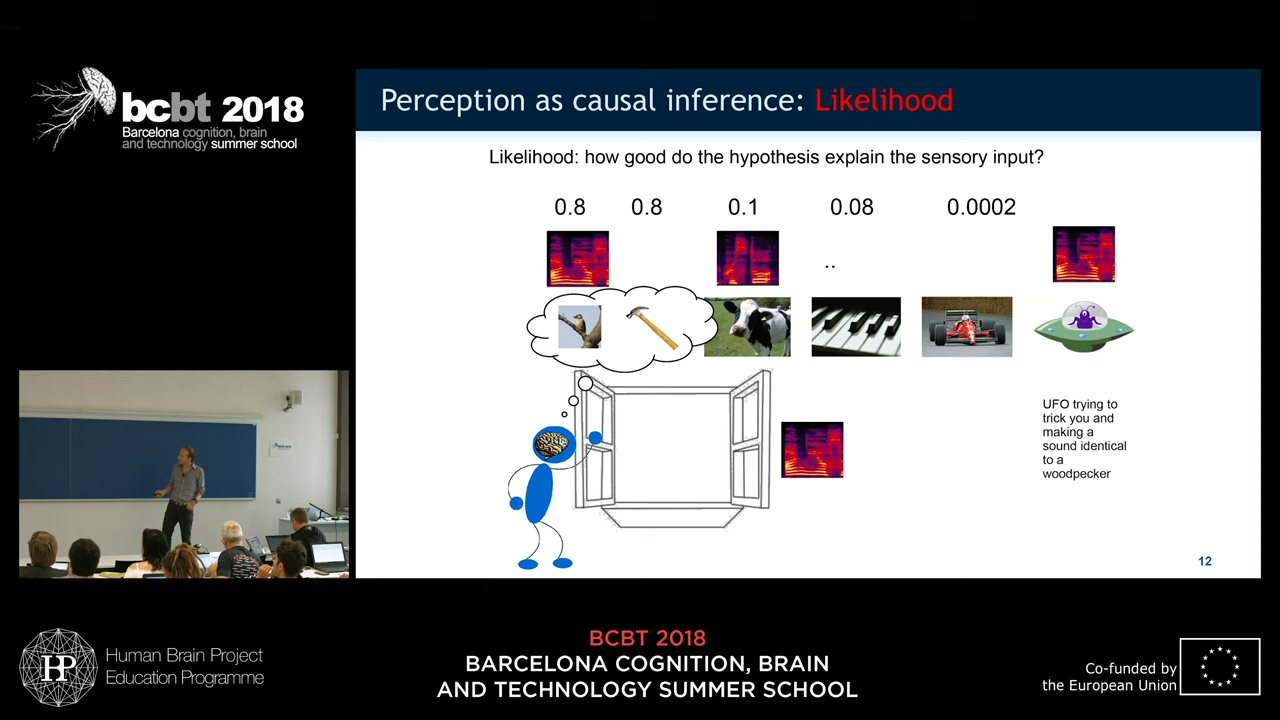 bcbt 2018
Barcelona cognition, brain
and technology summer school
Perception as causal inference: Likelihood
Likelihood: how good do the hypothesis explain the sensory input?
0.8 0.8 0.1 0.08 0.0002
..
UFO trying to
trick you and
making a
sound identical
to a
woodpecker
12
HP
Human Brain Project
Education Programme
BCBT 2018
BARCELONA COGNITION, BRAIN
AND TECHNOLOGY SUMMER SCHOOL
Co-funded by
the European Union